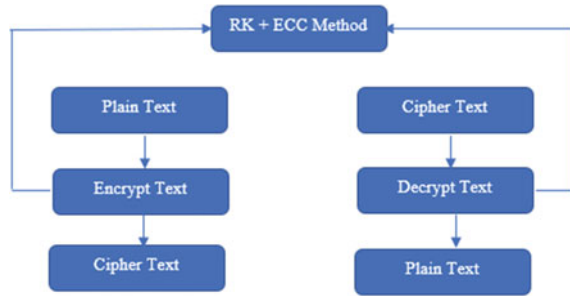 RK + ECC Method
Plain Text
Encrypt Text
Cipher Text
Cipher Text
Decrypt Text
Plain Text